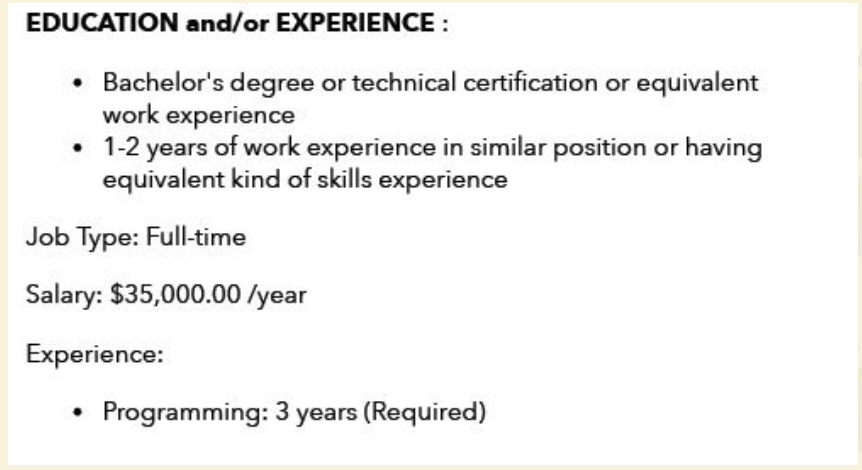 EDUCATION and/or EXPERIENCE :
• Bachelor's degree or technical certification or equivalent
work experience
• 1-2 years of work experience in similar position or having
equivalent kind of skills experience
Job Type: Full-time
Salary: $35,000.00 /year
Experience:
• Programming: 3 years (Required)